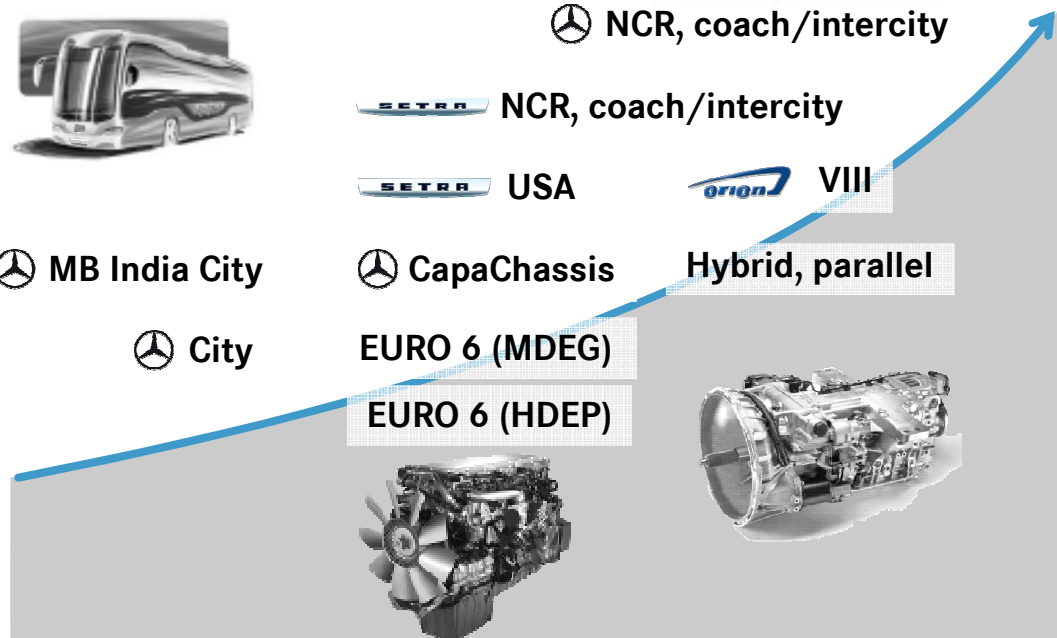 NCR, coach/intercity
SETRA NCR, coach/intercity
SETRA USA
orion VIII
MB India City
CapaChassis
Hybrid, parallel
City
EURO 6 (MDEG)
EURO 6 (HDEP)